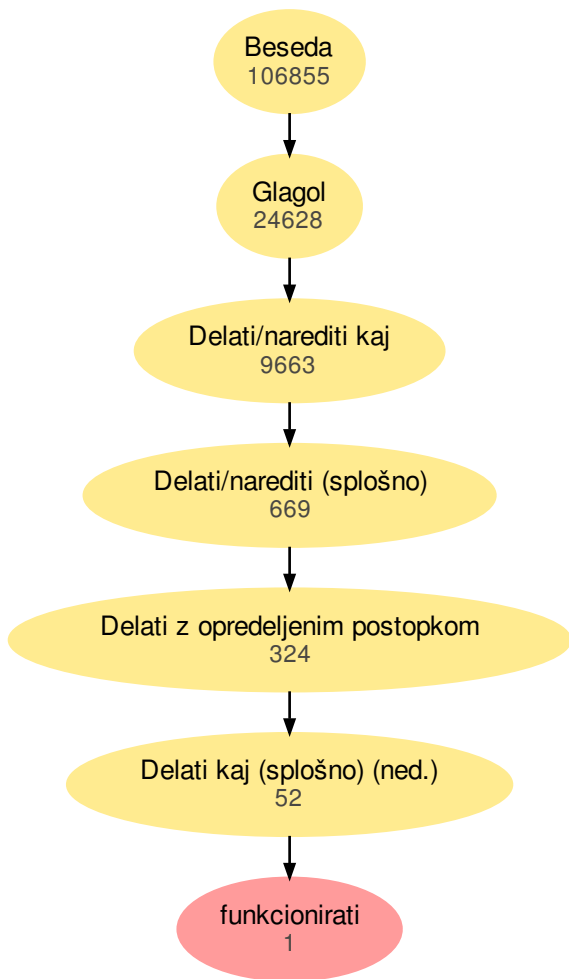 Beseda
106855
Glagol
24628
Delati/narediti kaj
9663
Delati/narediti (splošno)
669
Delati z opredeljenim postopkom
324
Delati kaj (splošno) (ned.)
52
funkcionirati
1